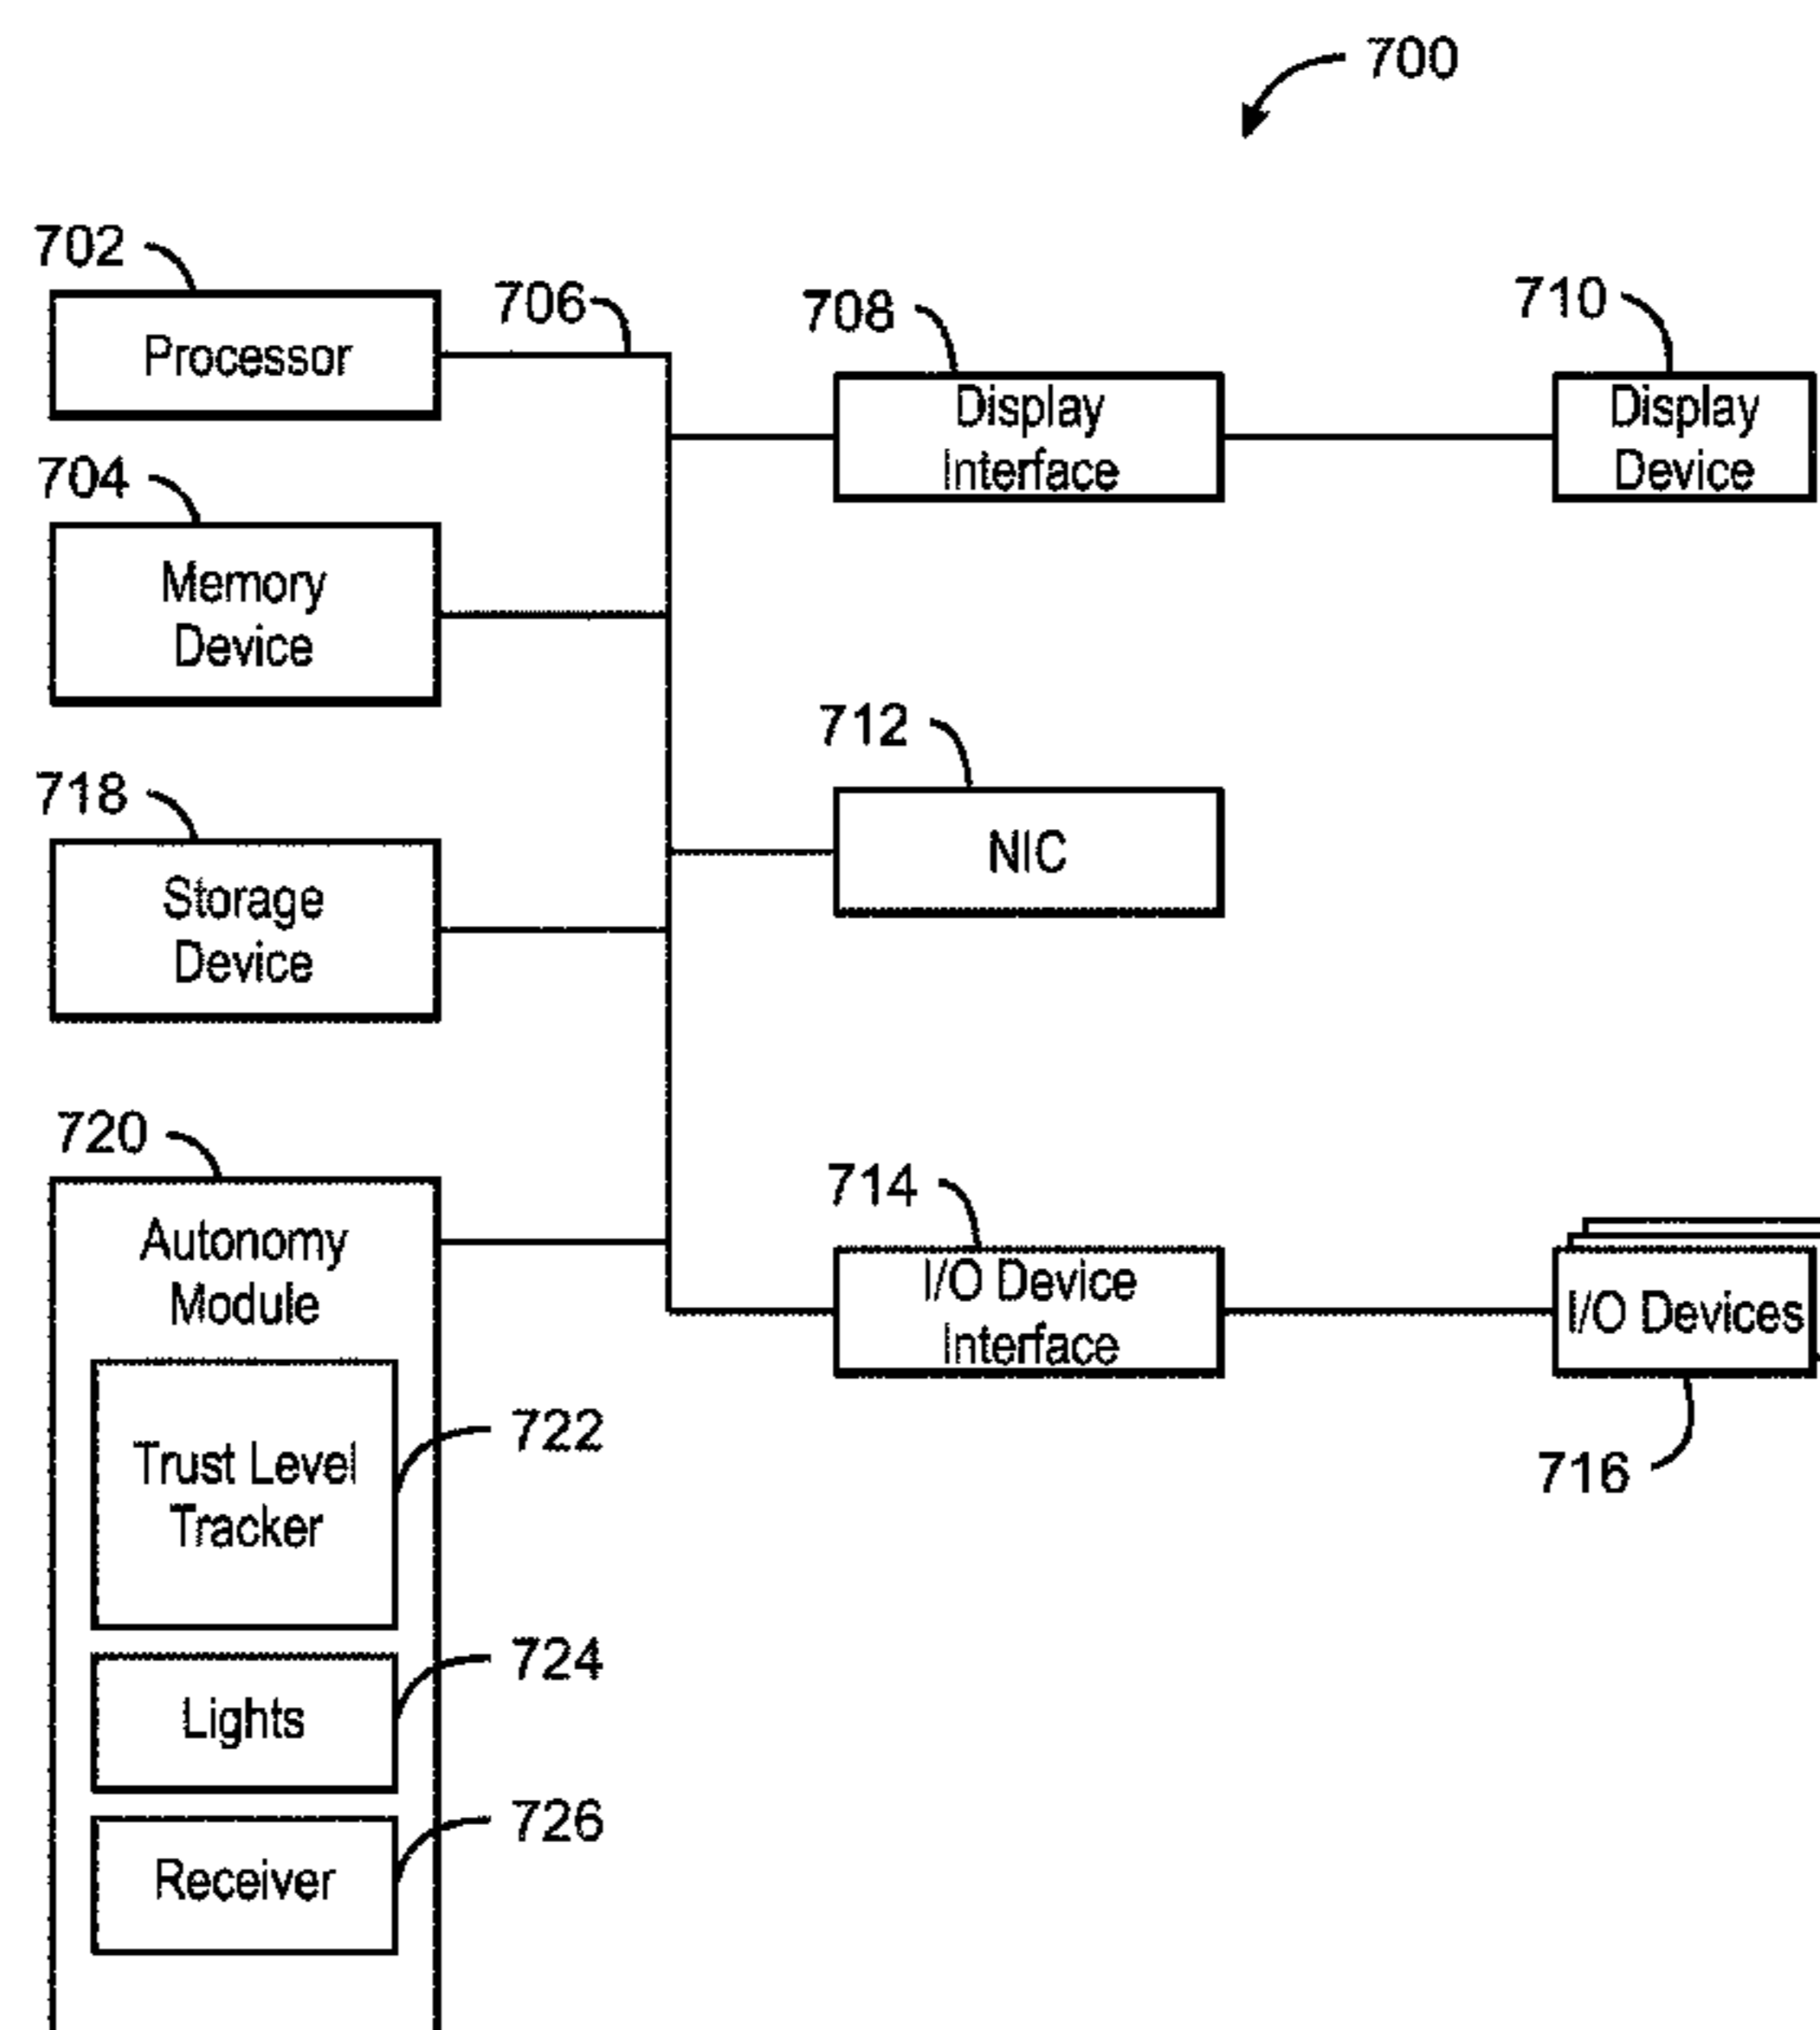 700
702
706
708
710
Processor
Display
Interface
Display
Device
704
Memory
Device
712
NIC
718
Storage
Device
720
714
Autonomy
Module
I/O Device
Interface
I/O Devices
716
Trust Level
Tracker
722
724
Lights
726
Receiver